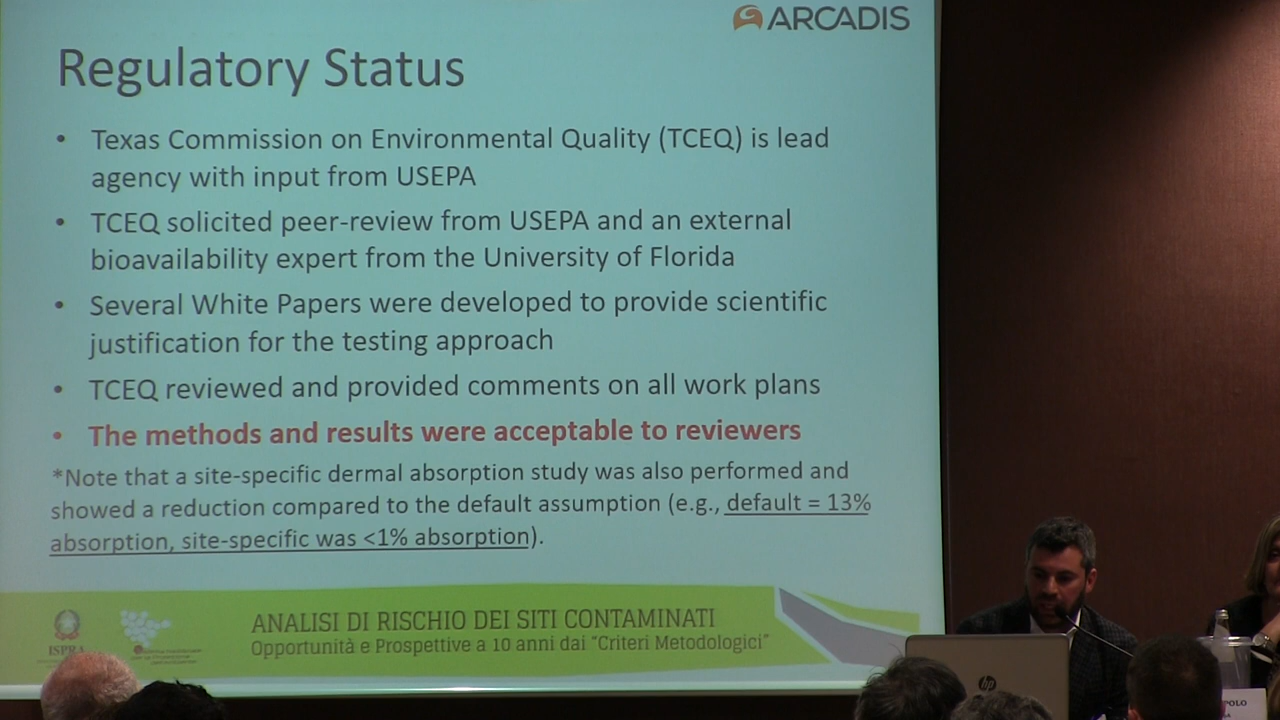 ARCADIS
Regulatory Status
• Texas Commission on Environmental Quality (TCEQ) is lead
agency with input from USEPA
• TCEQ solicited peer-review from USEPA and an external
bioavailability expert from the University of Florida
• Several White Papers were developed to provide scientific
justification for the testing approach
• TCEQ reviewed and provided comments on all work plans
• The methods and results were acceptable to reviewers
*Note that a site-specific dermal absorption study was also performed and
showed a reduction compared to the default assumption (e.g., default = 13%
absorption, site-specific was <1% absorption).
ANALISI DI RISCHIO DEI SITI CONTAMINATI
Opportunità e Prospettive a 10 anni dai "Criteri Metodologici"
ISPRA
hp
POLO